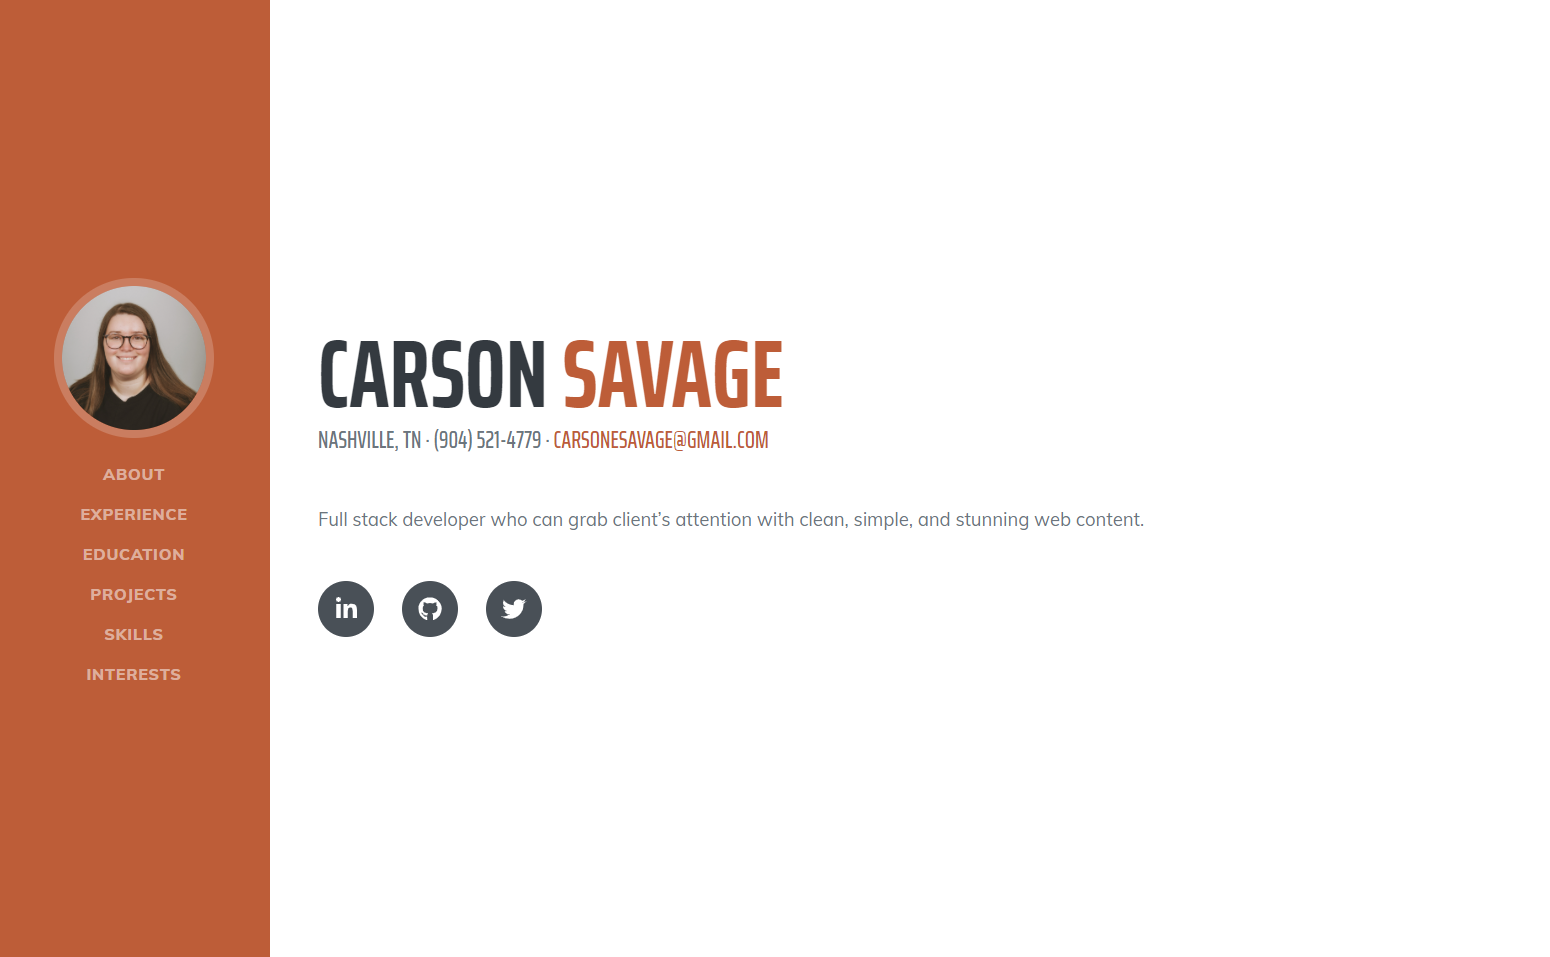 ABOUT
EXPERIENCE
EDUCATION
PROJECTS
SKILLS
INTERESTS
CARSON SAVAGE
NASHVILLE, TN · (904) 521-4779 · CARSONESAVAGE@GMAIL.COM
Full stack developer who can grab client's attention with clean, simple, and stunning web content.
in